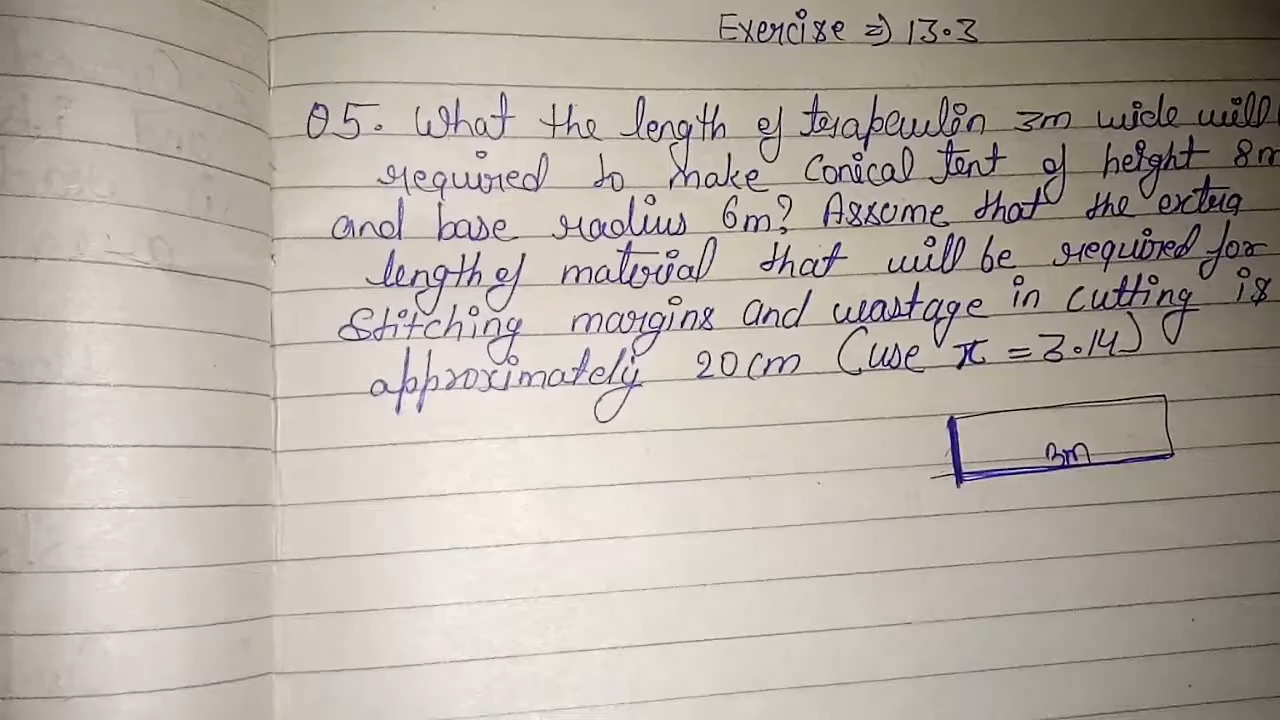 Exercise => 13.3
Q5. What the length of terapeulin 3m wide will
required to make Conical tent of height 8m
and base radius 6m? Assume that the extra
length of material that will be required for
Stitching margins and wastage in cutting is
approximately 20cm (use π = 3.14)
3m